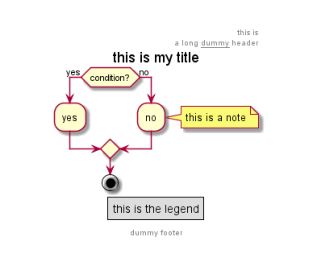 this is
a long dummy header
this is my title
yes
condition?
no
yes
no
this is a note
this is the legend
dummy footer